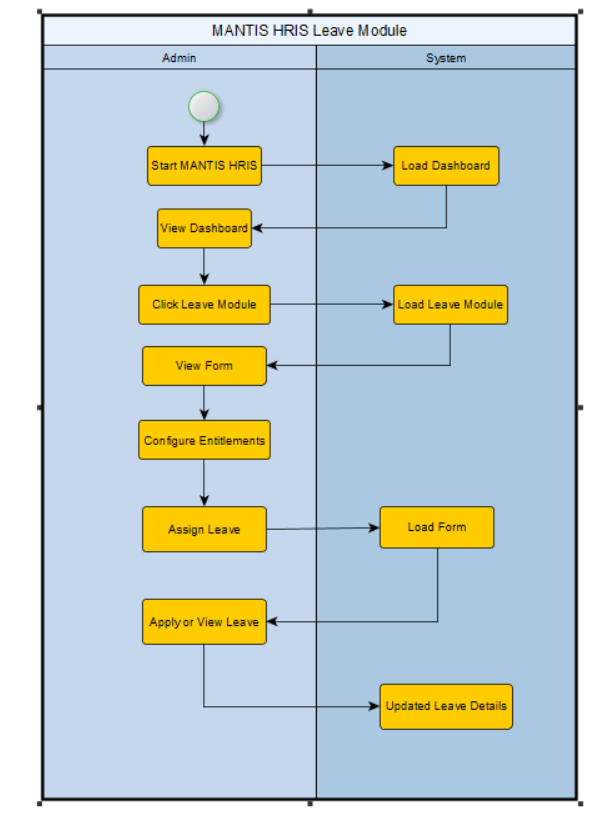 MANTIS HRIS Leave Module
Admin
System
Start MANTIS HRIS
Load Dashboard
View Dashboard
Click Leave Module
Load Leave Module
View Form
Configure Entitlements
Assign Leave
Load Form
Apply or View Leave
Updated Leave Details